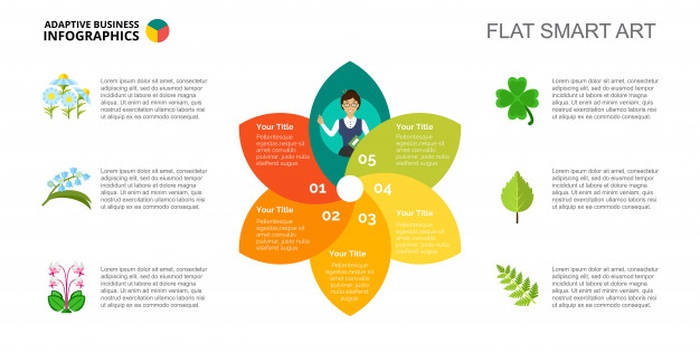 ADAPTIVE BUSINESS
INFOGRAPHICS
FLAT SMART ART
Lorem ipsum dolor sit amet, consectetur
adipiscing elit, sed do eiusmod tempor
incididunt ut labore et dolore magna
aliqua. Ut enim ad minim veniam, quis
nostrud exercitation ullamco laboris nisi
ut aliquip ex ea commodo consequat.
Lorem ipsum dolor sit amet, consectetur
adipiscing elit, sed do eiusmod tempor
incididunt ut labore et dolore magna
aliqua. Ut enim ad minim veniam, quis
nostrud exercitation ullamco laboris nisi
ut aliquip ex ea commodo consequat.
Lorem ipsum dolor sit amet, consectetur
adipiscing elit, sed do eiusmod tempor
incididunt ut labore et dolore magna
aliqua. Ut enim ad minim veniam, quis
nostrud exercitation ullamco laboris nisi
ut aliquip ex ea commodo consequat.
Your Title
Pellentesque
egestas.neque sit
amet convallis
pulvinar, justo nulla
eleifend augue.
01
Your Title
Pellentesque
egestas.neque sit
amet convallis
pulvinar, justo nulla
eleifend augue.
02
Your Title
Pellentesque
egestas.neque sit
amet convallis
pulvinar, justo
nulla eleifend
augue.
03
Your Title
Pellentesque
egestas.neque sit
amet convallis
pulvinar, justo nulla
eleifend augue.
04
Your Title
Pellentesque
egestas.neque sit
amet convallis
pulvinar, justo nulla
eleifend augue.
05
Lorem ipsum dolor sit amet, consectetur
adipiscing elit, sed do eiusmod tempor
incididunt ut labore et dolore magna
aliqua. Ut enim ad minim veniam, quis
nostrud exercitation ullamco laboris nisi
ut aliquip ex ea commodo consequat.
Lorem ipsum dolor sit amet, consectetur
adipiscing elit, sed do eiusmod tempor
incididunt ut labore et dolore magna
aliqua. Ut enim ad minim veniam, quis
nostrud exercitation ullamco laboris nisi
ut aliquip ex ea commodo consequat.
Lorem ipsum dolor sit amet, consectetur
adipiscing elit, sed do eiusmod tempor
incididunt ut labore et dolore magna
aliqua. Ut enim ad minim veniam, quis
nostrud exercitation ullamco laboris nisi
ut aliquip ex ea commodo consequat.